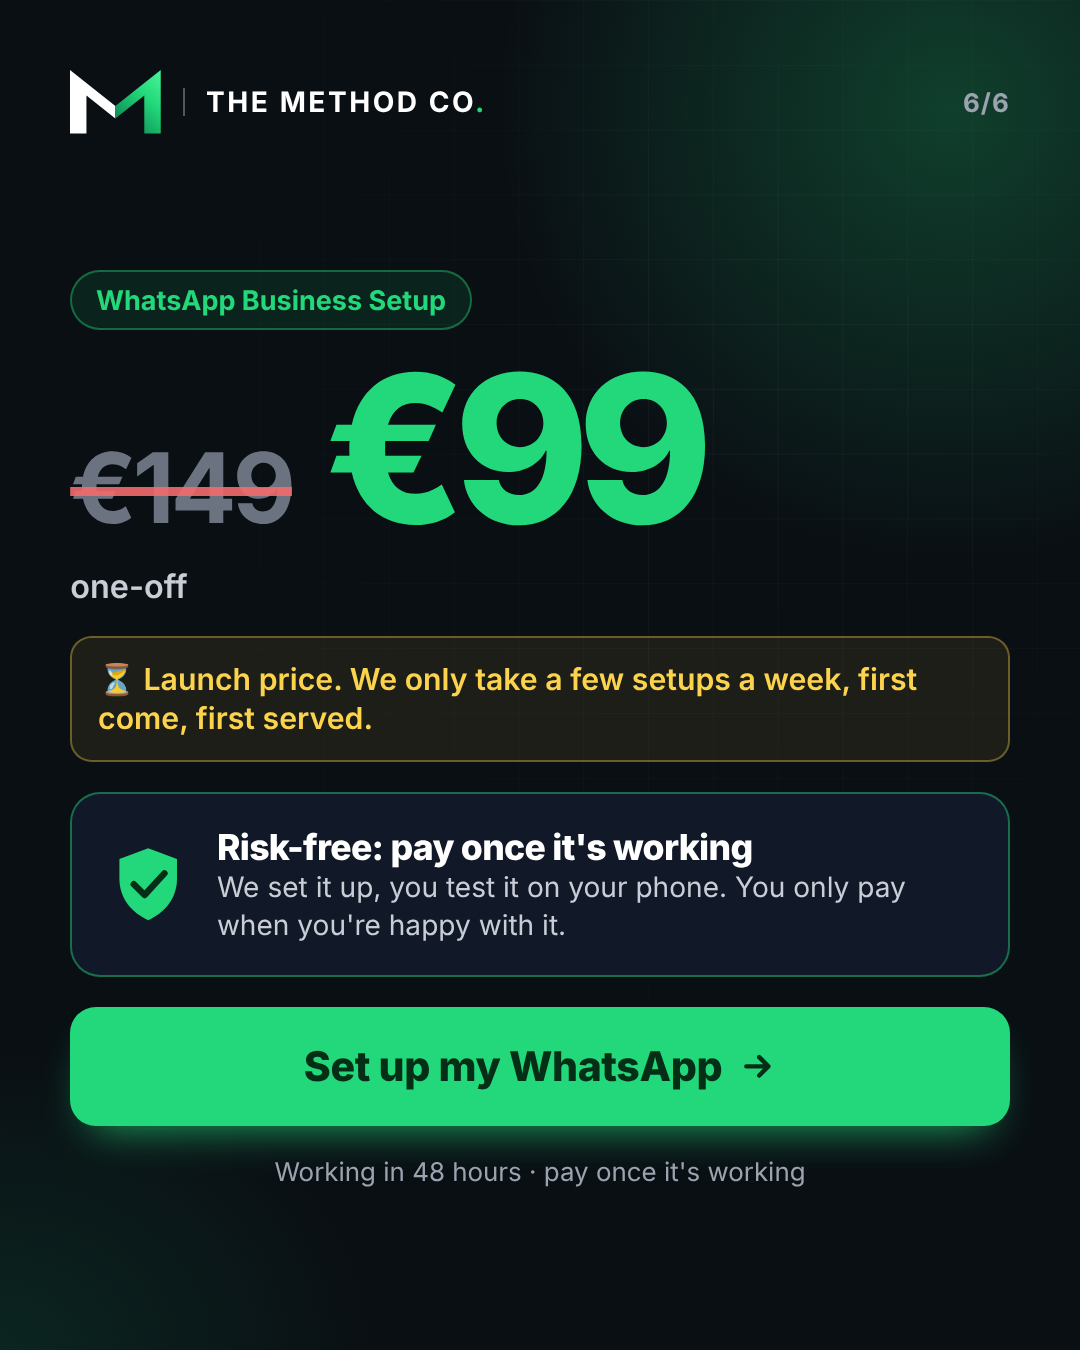 THE METHOD CO.
6/6
WhatsApp Business Setup
€149 €99
one-off
⏳ Launch price. We only take a few setups a week, first
come, first served.
Risk-free: pay once it's working
We set it up, you test it on your phone. You only pay
when you're happy with it.
Set up my WhatsApp →
Working in 48 hours · pay once it's working